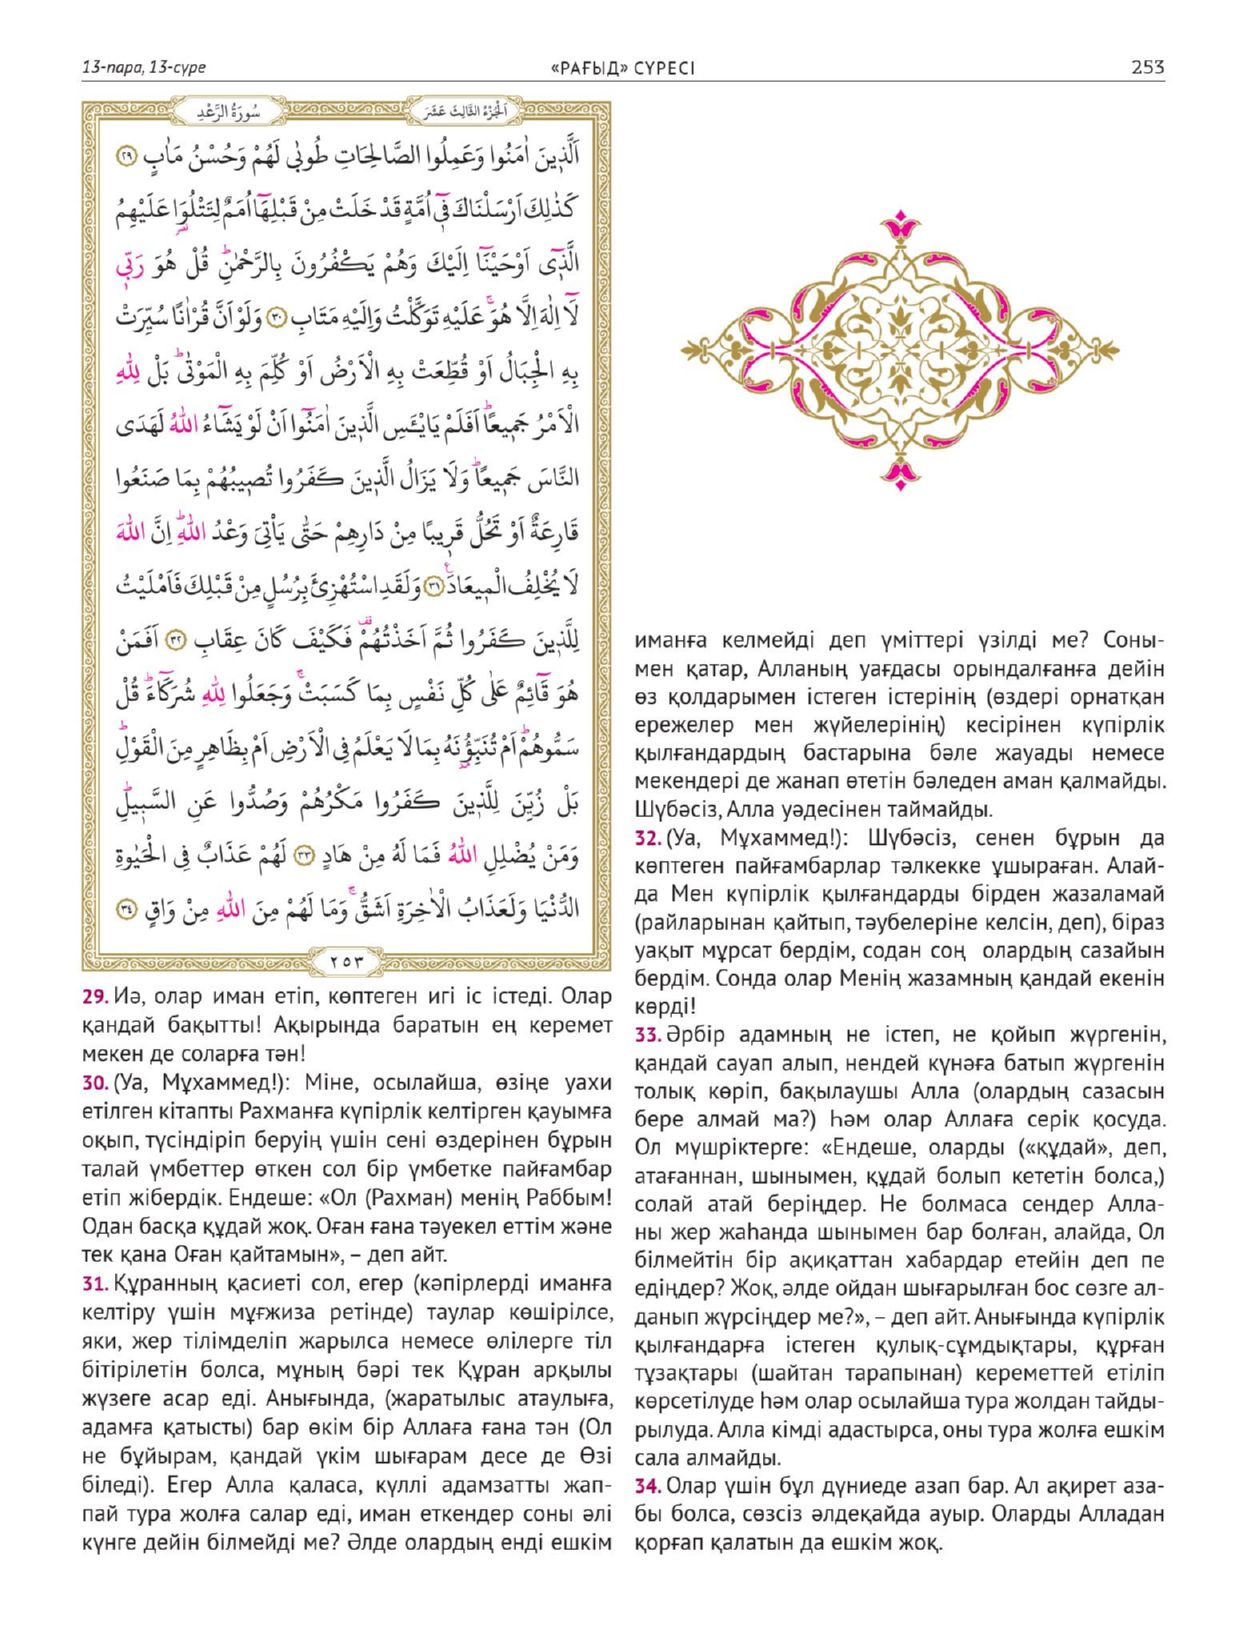 13-пара, 13-сүре
«РАҒЫД» СҮРЕСІ
253
اَلْجُزْءُ الثَّالِثَ عَشَرَ
سُورَةُ الرَّعْدِ
اَلَّذٖينَ اٰمَنُوا وَعَمِلُوا الصَّالِحَاتِ طُوبٰى لَهُمْ وَحُسْنُ مَاٰبٍ ﴿٢٩﴾
كَذٰلِكَ اَرْسَلْنَاكَ فٖٓى اُمَّةٍ قَدْ خَلَتْ مِنْ قَبْلِهَٓا اُمَمٌ لِتَتْلُوَ۬ا عَلَيْهِمُ
الَّذٖٓى اَوْحَيْنَٓا اِلَيْكَ وَهُمْ يَكْفُرُونَ بِالرَّحْمٰنِؕ قُلْ هُوَ رَبّٖى
لَٓا اِلٰهَ اِلَّا هُوَۚ عَلَيْهِ تَوَكَّلْتُ وَاِلَيْهِ مَتَابِ ﴿٣٠﴾ وَلَوْ اَنَّ قُرْاٰنًا سُيِّرَتْ
بِهِ الْجِبَالُ اَوْ قُطِّعَتْ بِهِ الْاَرْضُ اَوْ كُلِّمَ بِهِ الْمَوْتٰىؕ بَلْ لِلّٰهِ
الْاَمْرُ جَمٖيعًاؕ اَفَلَمْ يَايْـَٔسِ الَّذٖينَ اٰمَنُٓوا اَنْ لَوْ يَشَٓاءُ اللّٰهُ لَهَدَى
النَّاسَ جَمٖيعًاؕ وَلَا يَزَالُ الَّذٖينَ كَفَرُوا تُصٖيبُهُمْ بِمَا صَنَعُوا
قَارِعَةٌ اَوْ تَحُلُّ قَرٖيبًا مِنْ دَارِهِمْ حَتّٰى يَأْتِىَ وَعْدُ اللّٰهِؕ اِنَّ اللّٰهَ
لَا يُخْلِفُ الْمٖيعَادَ ﴿٣١﴾ وَلَقَدِ اسْتُهْزِئَ بِرُسُلٍ مِنْ قَبْلِكَ فَاَمْلَيْتُ
لِلَّذٖينَ كَفَرُوا ثُمَّ اَخَذْتُهُمْ فَكَيْفَ كَانَ عِقَابِ ﴿٣٢﴾ اَفَمَنْ
هُوَ قَٓائِمٌ عَلٰى كُلِّ نَفْسٍ بِمَا كَسَبَتْۚ وَجَعَلُوا لِلّٰهِ شُرَكَٓاءَؕ قُلْ
سَمُّوهُمْؕ اَمْ تُنَبِّؤُ۫نَهُ بِمَا لَا يَعْلَمُ فِى الْاَرْضِ اَمْ بِظَاهِرٍ مِنَ الْقَوْلِؕ
بَلْ زُيِّنَ لِلَّذٖينَ كَفَرُوا مَكْرُهُمْ وَصُدُّوا عَنِ السَّبٖيلِؕ
وَمَنْ يُضْلِلِ اللّٰهُ فَمَا لَهُ مِنْ هَادٍ ﴿٣٣﴾ لَهُمْ عَذَابٌ فِى الْحَيٰوةِ
الدُّنْيَا وَلَعَذَابُ الْاٰخِرَةِ اَشَقُّۚ وَمَا لَهُمْ مِنَ اللّٰهِ مِنْ وَاقٍ ﴿٣٤﴾
٢٥٣
29. Иә, олар иман етіп, көптеген игі іс істеді. Олар
қандай бақытты! Ақырында баратын ең керемет
мекен де соларға тән!
30. (Уа, Мұхаммед!): Міне, осылайша, өзіңе уахи
етілген кітапты Рахманға күпірлік келтірген қауымға
оқып, түсіндіріп беруің үшін сені өздерінен бұрын
талай үмбеттер өткен сол бір үмбетке пайғамбар
етіп жібердік. Ендеше: «Ол (Рахман) менің Раббым!
Одан басқа құдай жоқ. Оған ғана тәуекел еттім және
тек қана Оған қайтамын», – деп айт.
31. Құранның қасиеті сол, егер (кәпірлерді иманға
келтіру үшін мұғжиза ретінде) таулар көшірілсе,
яки, жер тілімделіп жарылса немесе өлілерге тіл
бітірілетін болса, мұның бәрі тек Құран арқылы
жүзеге асар еді. Анығында, (жаратылыс атаулыға,
адамға қатысты) бар өкім бір Аллаға ғана тән (Ол
не бұйырам, қандай үкім шығарам десе де Өзі
біледі). Егер Алла қаласа, күллі адамзатты жап-
пай тура жолға салар еді, иман еткендер соны әлі
күнге дейін білмейді ме? Әлде олардың енді ешкім
иманға келмейді деп үміттері үзілді ме? Соны-
мен қатар, Алланың уағдасы орындалғанға дейін
өз қолдарымен істеген істерінің (өздері орнатқан
ережелер мен жүйелерінің) кесірінен күпірлік
қылғандардың бастарына бәле жауады немесе
мекендері де жанап өтетін бәледен аман қалмайды.
Шүбәсіз, Алла уәдесінен таймайды.
32. (Уа, Мұхаммед!): Шүбәсіз, сенен бұрын да
көптеген пайғамбарлар тәлкекке ұшыраған. Алай-
да Мен күпірлік қылғандарды бірден жазаламай
(райларынан қайтып, тәубелеріне келсін, деп), біраз
уақыт мұрсат бердім, содан соң олардың сазайын
бердім. Сонда олар Менің жазамның қандай екенін
көрді!
33. Әрбір адамның не істеп, не қойып жүргенін,
қандай сауап алып, нендей күнәға батып жүргенін
толық көріп, бақылаушы Алла (олардың сазасын
бере алмай ма?) Һәм олар Аллаға серік қосуда.
Ол мүшріктерге: «Ендеше, оларды («құдай», деп,
атағаннан, шынымен, құдай болып кететін болса,)
солай атай беріңдер. Не болмаса сендер Алла-
ны жер жаһанда шынымен бар болған, алайда, Ол
білмейтін бір ақиқаттан хабардар етейін деп пе
едіңдер? Жоқ, әлде ойдан шығарылған бос сөзге ал-
данып жүрсіңдер ме?», – деп айт. Анығында күпірлік
қылғандарға істеген қулық-сұмдықтары, құрған
тұзақтары (шайтан тарапынан) кереметтей етіліп
көрсетілуде һәм олар осылайша тура жолдан тайды-
рылуда. Алла кімді адастырса, оны тура жолға ешкім
сала алмайды.
34. Олар үшін бұл дүниеде азап бар. Ал ақирет аза-
бы болса, сөзсіз әлдеқайда ауыр. Оларды Алладан
қорғап қалатын да ешкім жоқ.